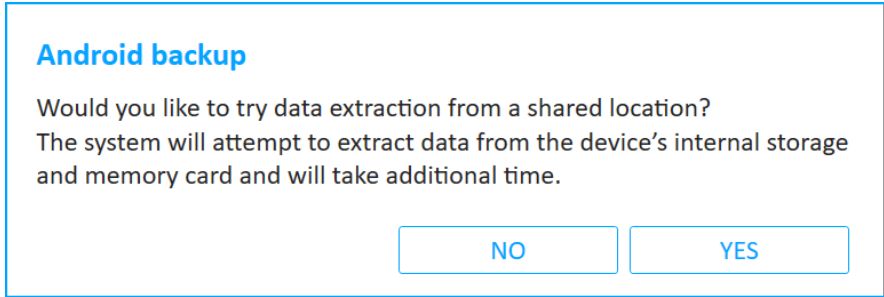 Android backup
Would you like to try data extraction from a shared location?
The system will attempt to extract data from the device’s internal storage
and memory card and will take additional time.
NO
YES